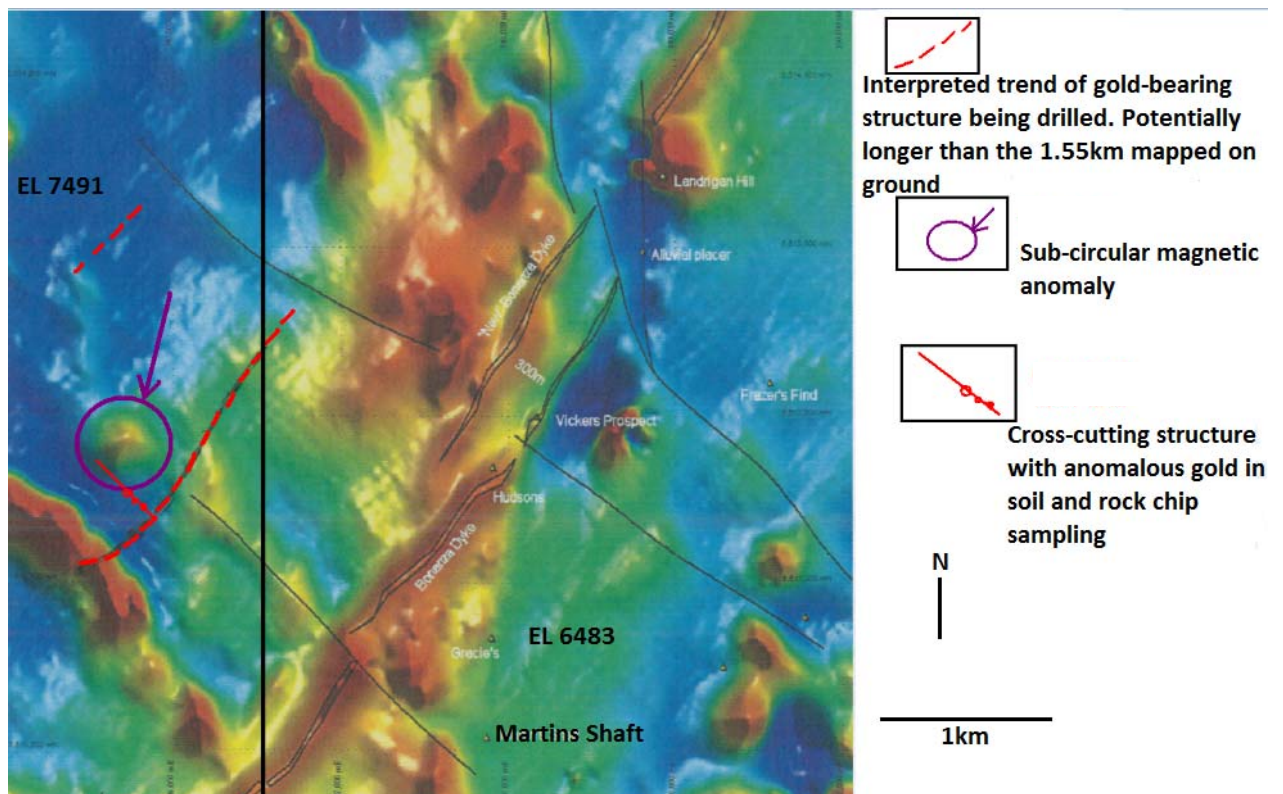 EL 7491
Landrigan Hill
Alluvial placer
"New" Bonanza Dyke
300m
Frazer's Find
Vickers Prospect
Hudsons
Bonanza Dyke
EL 6483
Gracie's
Martins Shaft
Interpreted trend of gold-bearing
structure being drilled. Potentially
longer than the 1.55km mapped on
ground
Sub-circular magnetic
anomaly
Cross-cutting structure
with anomalous gold in
soil and rock chip
sampling
N
1km